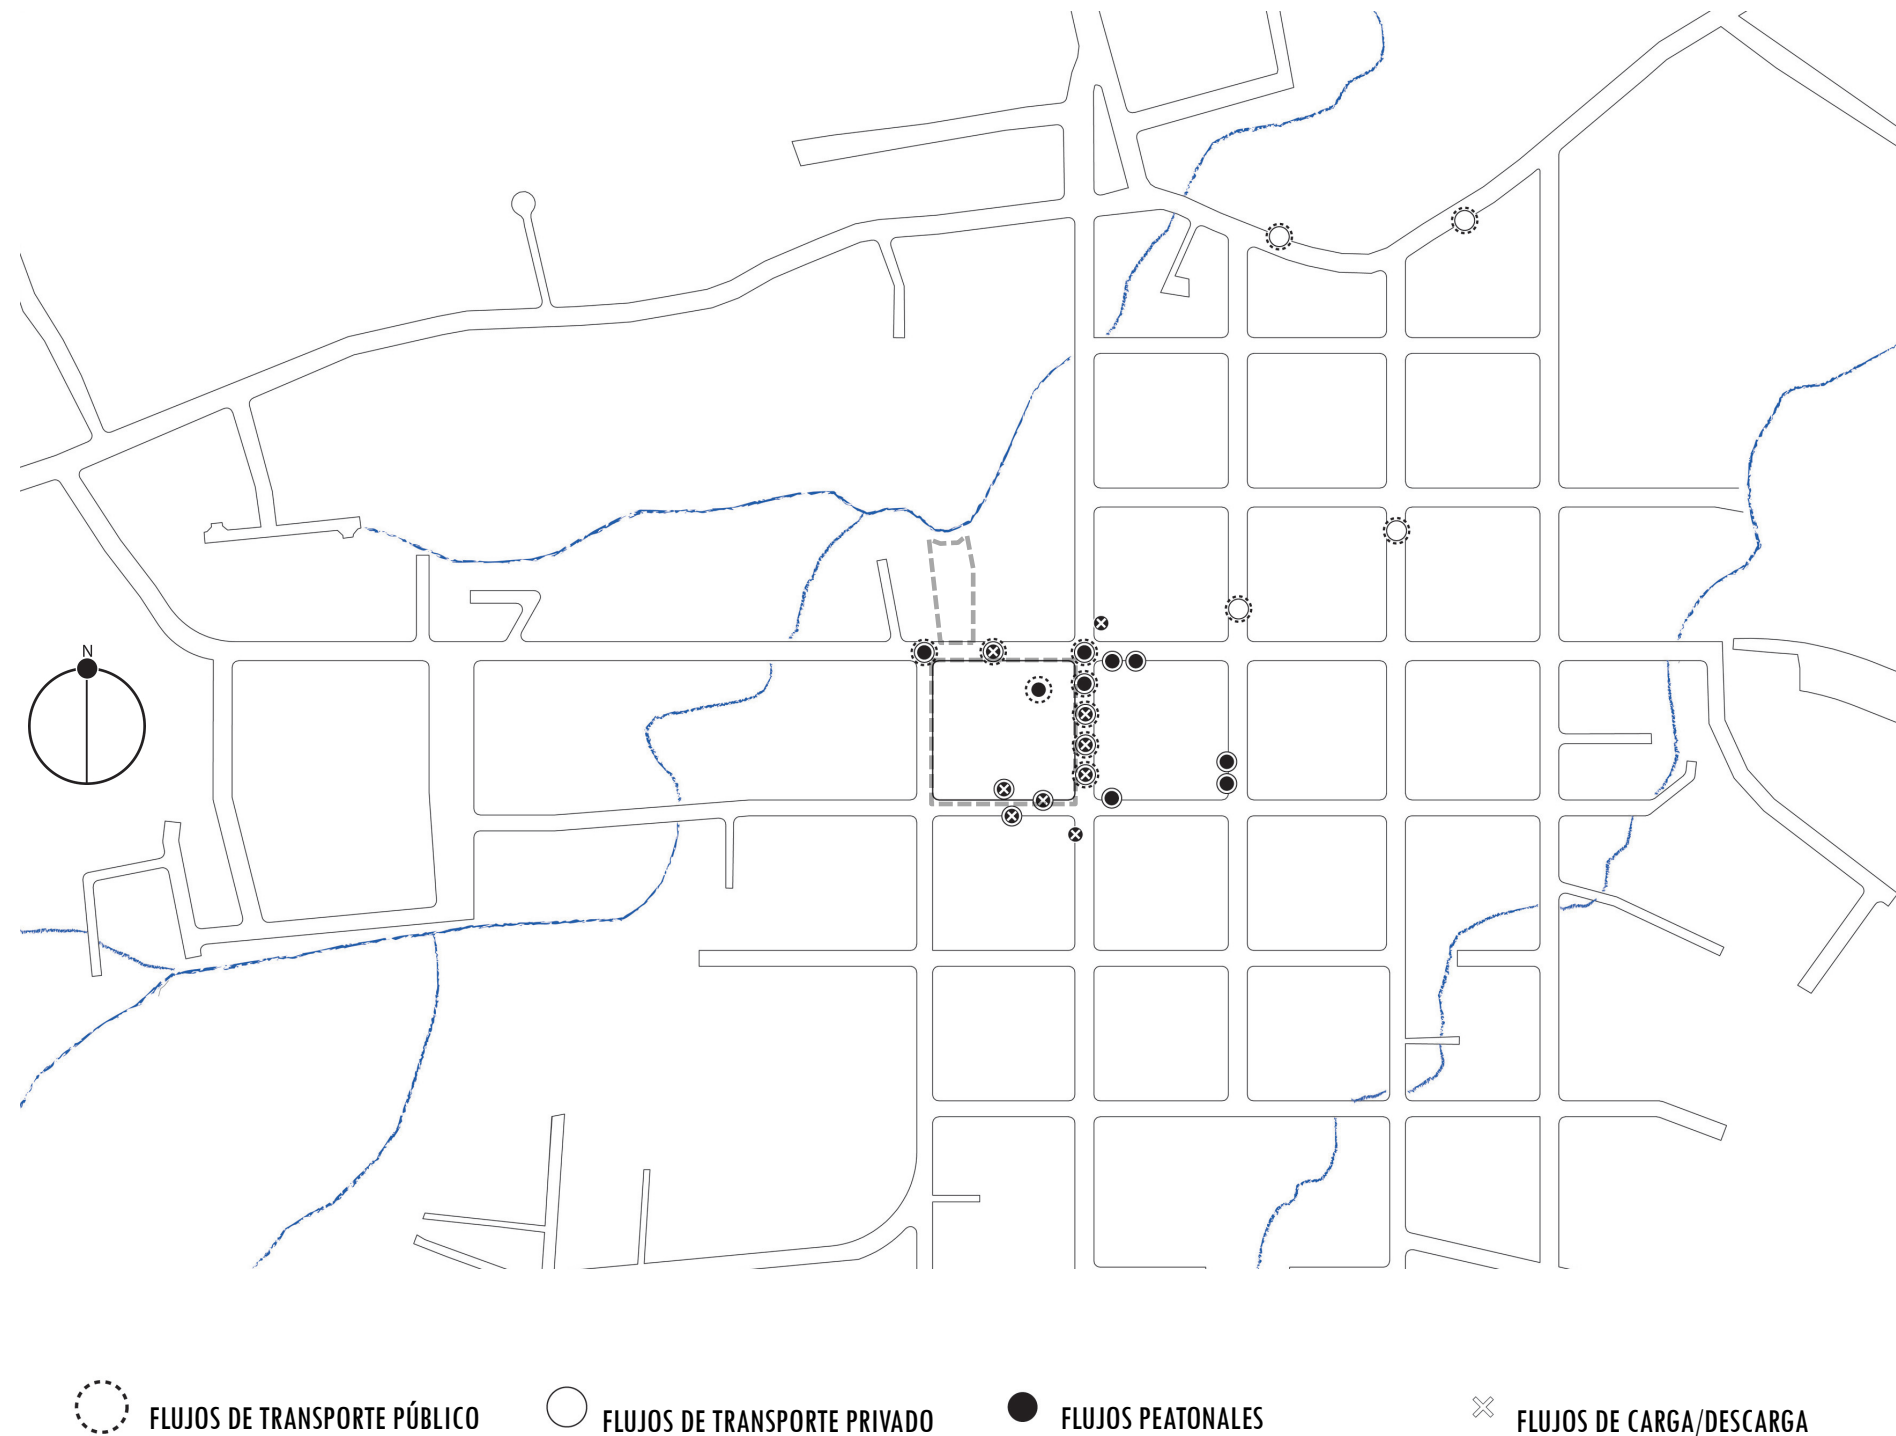 N
FLUJOS DE TRANSPORTE PÚBLICO
FLUJOS DE TRANSPORTE PRIVADO
FLUJOS PEATONALES
FLUJOS DE CARGA/DESCARGA